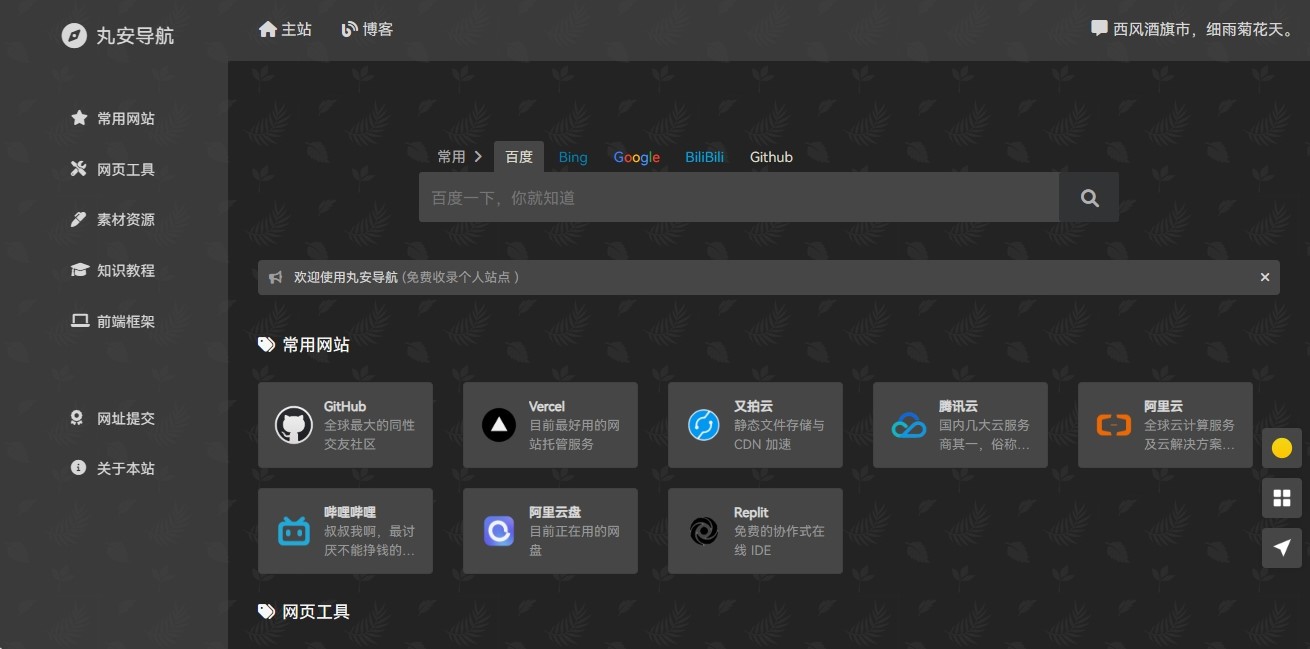 丸安导航
主站
博客
西风酒旗市，细雨菊花天。
常用网站
网页工具
素材资源
知识教程
前端框架
网址提交
关于本站
常用
百度
Bing
Google
BiliBili
Github
百度一下，你就知道
欢迎使用丸安导航 (免费收录个人站点 )
常用网站
GitHub
全球最大的同性
交友社区
Vercel
目前最好用的网
站托管服务
又拍云
静态文件存储与
CDN 加速
腾讯云
国内几大云服务
商其一，俗称...
阿里云
全球云计算服务
及云解决方案...
哔哩哔哩
叔叔我啊，最讨
厌不能挣钱的...
阿里云盘
目前正在用的网
盘
Replit
免费的协作式在
线 IDE
网页工具